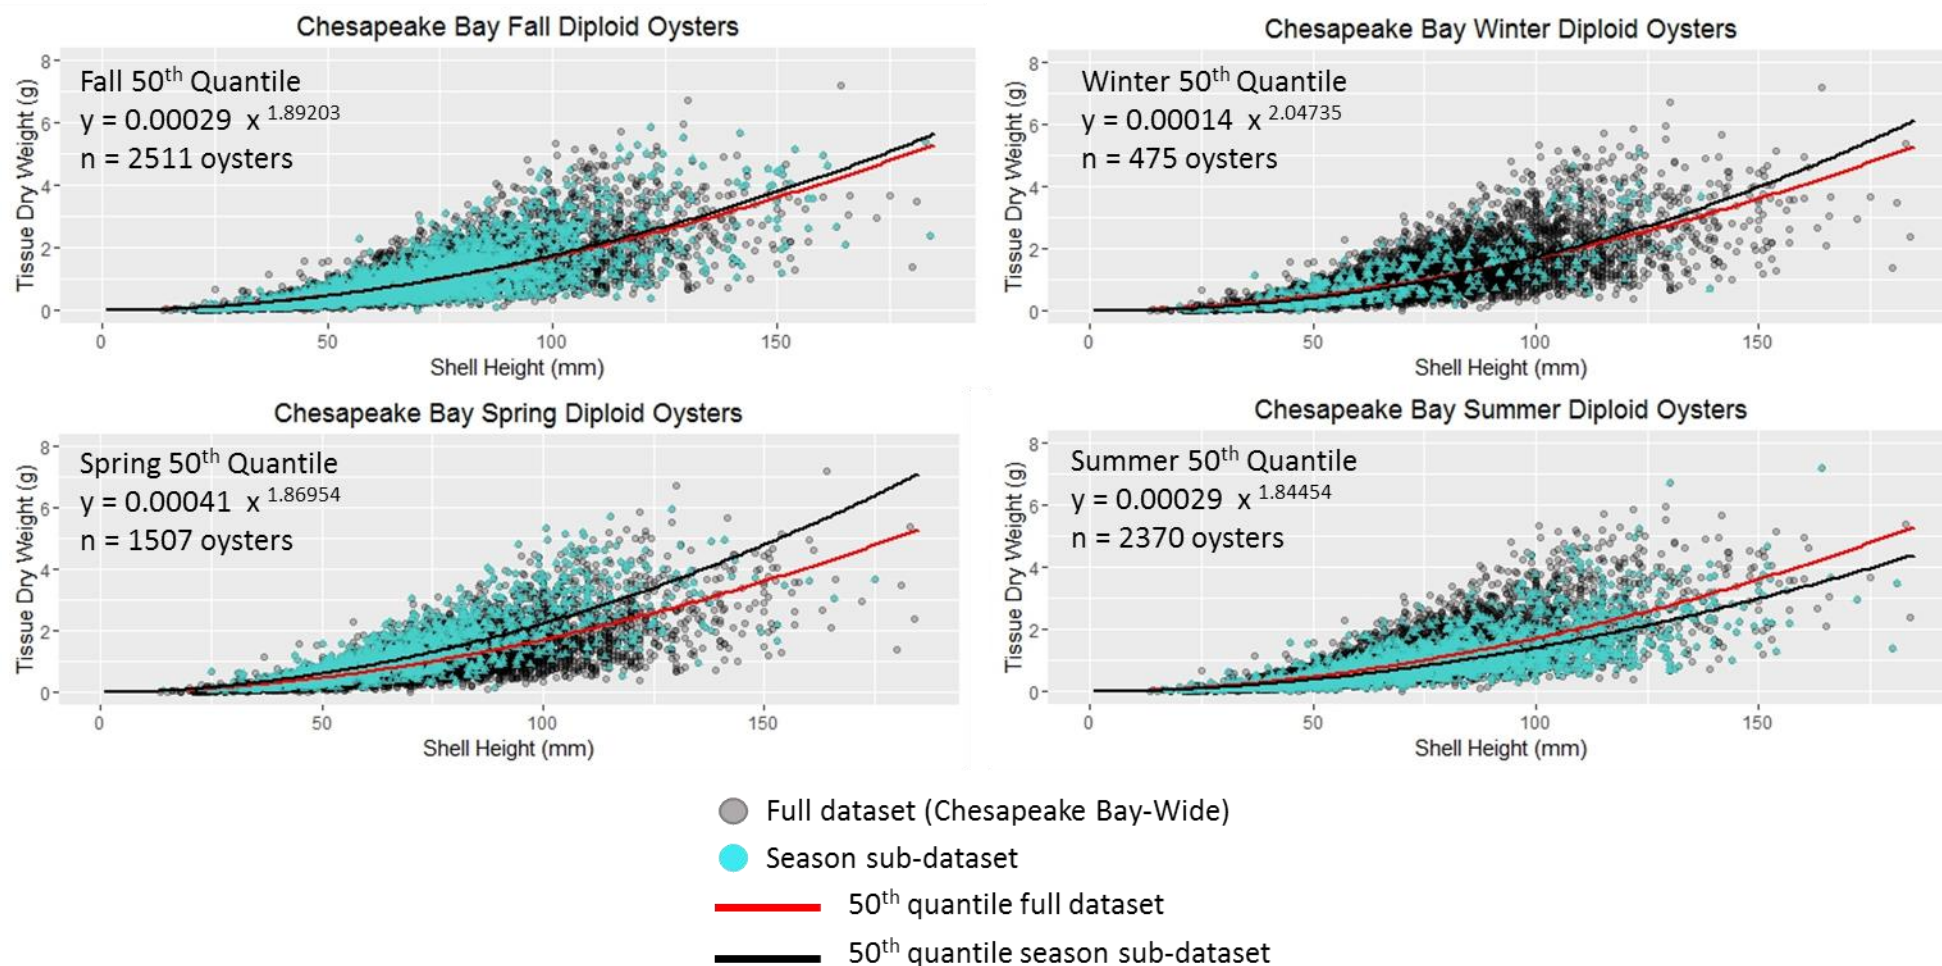 Chesapeake Bay Fall Diploid Oysters
Tissue Dry Weight (g)
8
6
4
2
0
Fall 50th Quantile
y = 0.00029 x 1.89203
n = 2511 oysters
0 50 100 150
Shell Height (mm)
Chesapeake Bay Winter Diploid Oysters
Tissue Dry Weight (g)
8
6
4
2
0
Winter 50th Quantile
y = 0.00014 x 2.04735
n = 475 oysters
0 50 100 150
Shell Height (mm)
Chesapeake Bay Spring Diploid Oysters
Tissue Dry Weight (g)
8
6
4
2
0
Spring 50th Quantile
y = 0.00041 x 1.86954
n = 1507 oysters
0 50 100 150
Shell Height (mm)
Chesapeake Bay Summer Diploid Oysters
Tissue Dry Weight (g)
8
6
4
2
0
Summer 50th Quantile
y = 0.00029 x 1.84454
n = 2370 oysters
0 50 100 150
Shell Height (mm)
Full dataset (Chesapeake Bay-Wide)
Season sub-dataset
50th quantile full dataset
50th quantile season sub-dataset